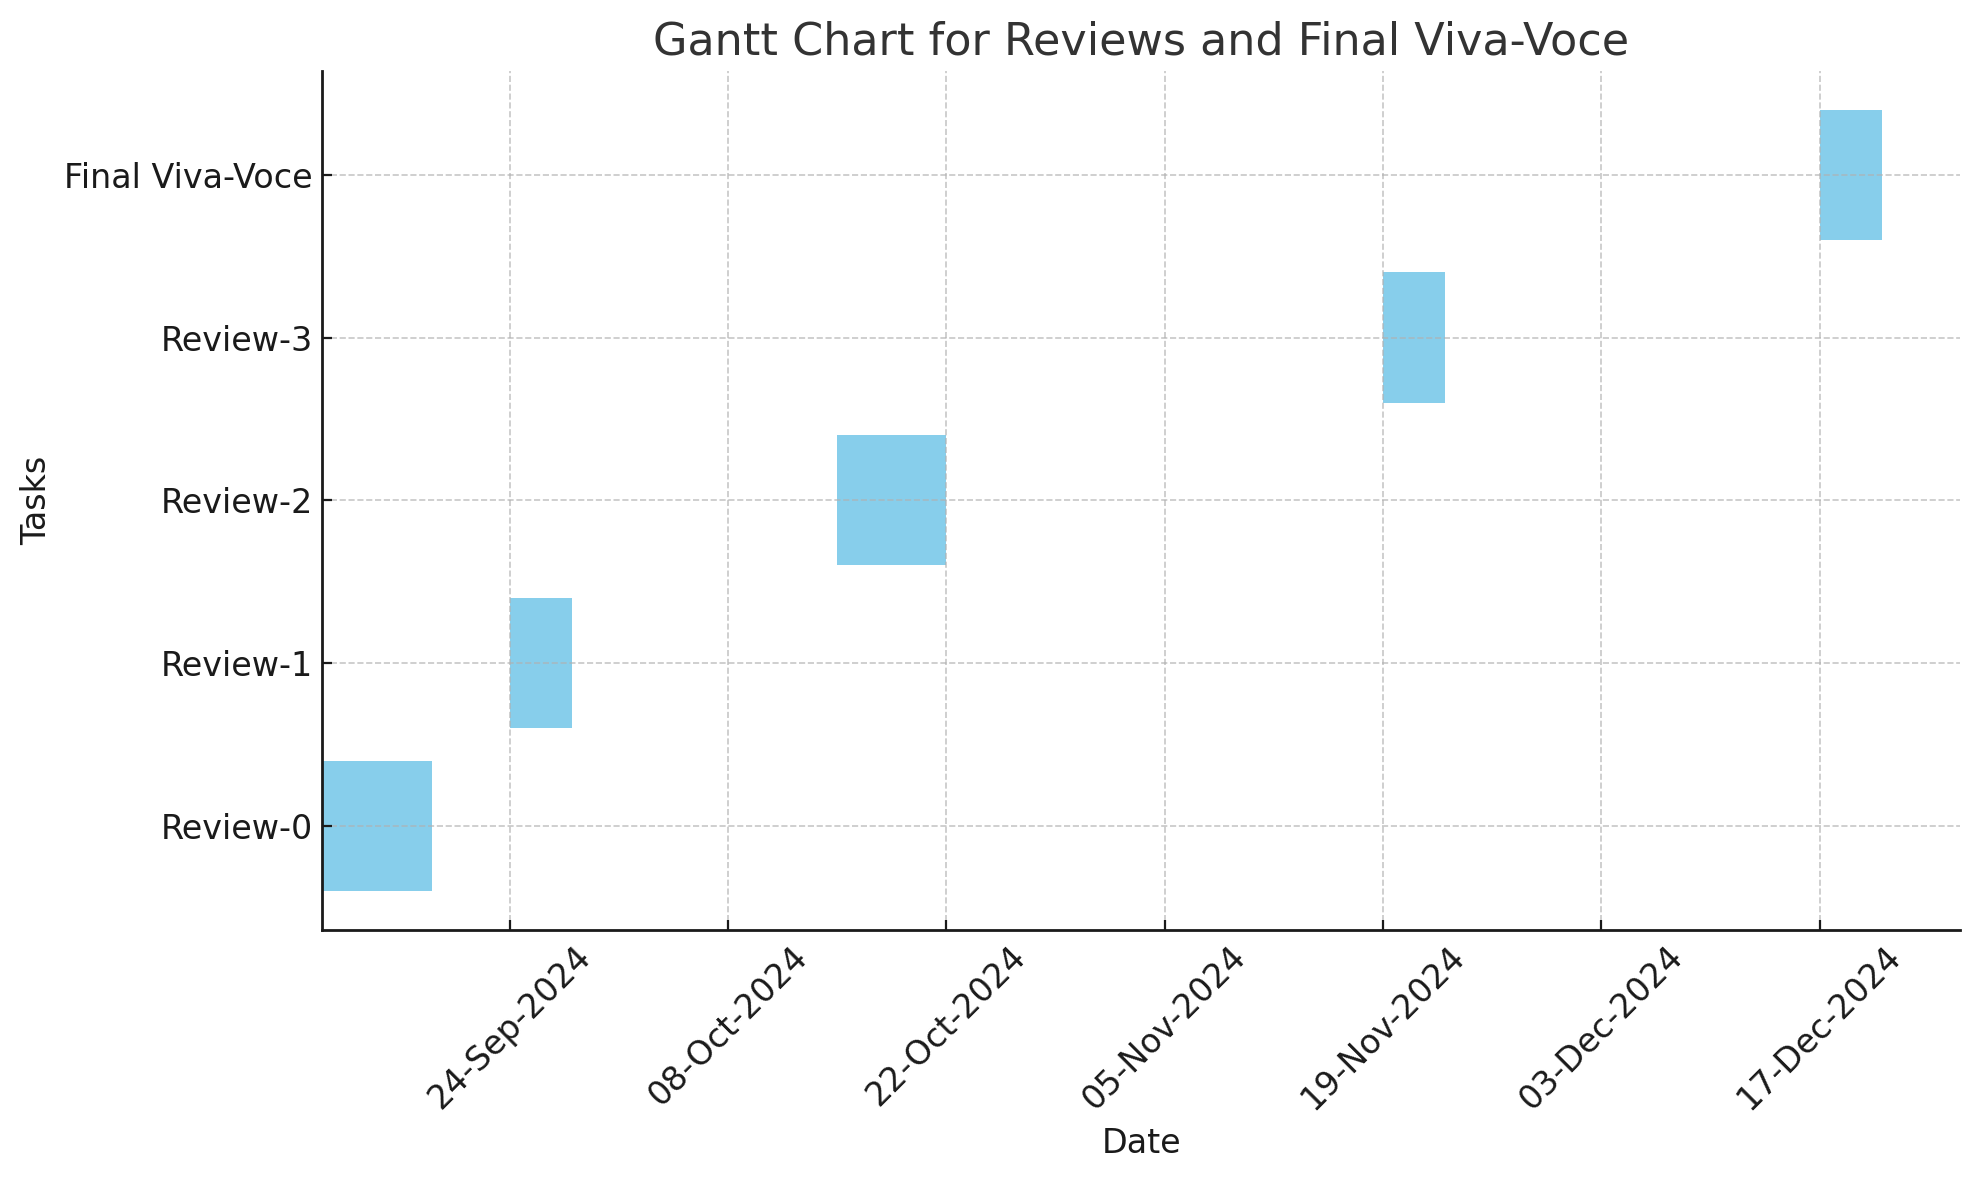 Gantt Chart for Reviews and Final Viva-Voce
Final Viva-Voce
Review-3
Review-2
Review-1
Review-0
Tasks
24-Sep-2024
08-Oct-2024
22-Oct-2024
05-Nov-2024
19-Nov-2024
03-Dec-2024
17-Dec-2024
Date